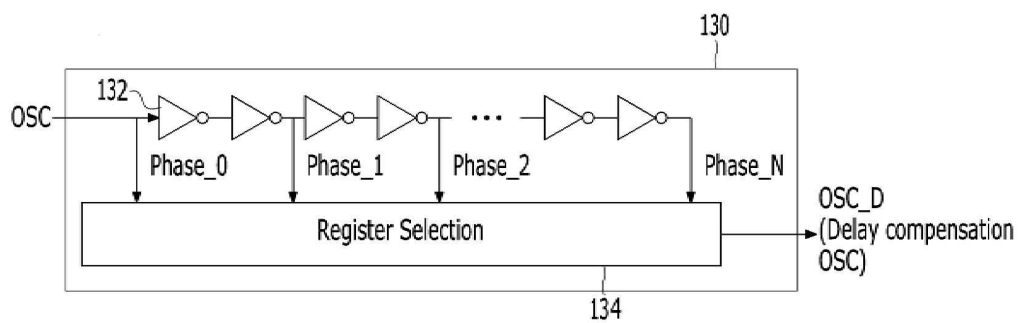 130
132
OSC
Phase_0
Phase_1
Phase_2
Phase_N
Register Selection
OSC_D
(Delay compensation
OSC)
134